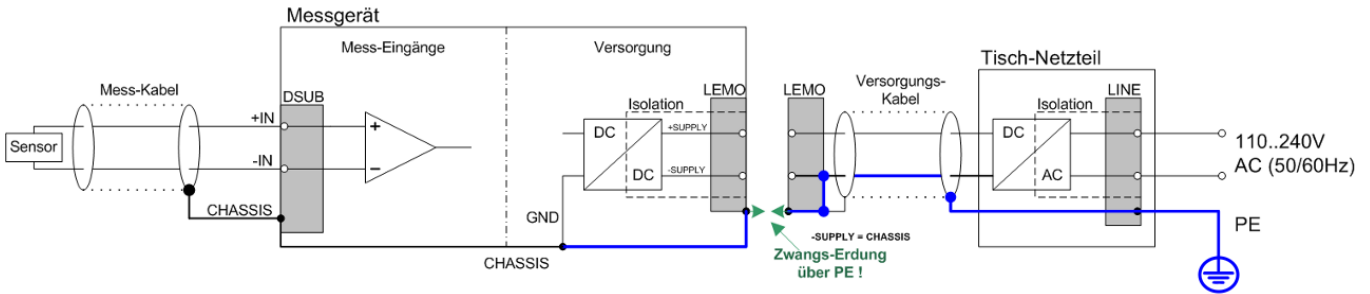 Messgerät
Mess-Eingänge
Versorgung
Tisch-Netzteil
Mess-Kabel
DSUB
LEMO
LEMO
Versorgungs-
Kabel
LINE
Isolation
Isolation
+IN
+
DC
+SUPPLY
DC
110..240V
AC (50/60Hz)
Sensor
-IN
–
DC
-SUPPLY
AC
CHASSIS
GND
PE
-SUPPLY = CHASSIS
Zwangs-Erdung
über PE !
CHASSIS